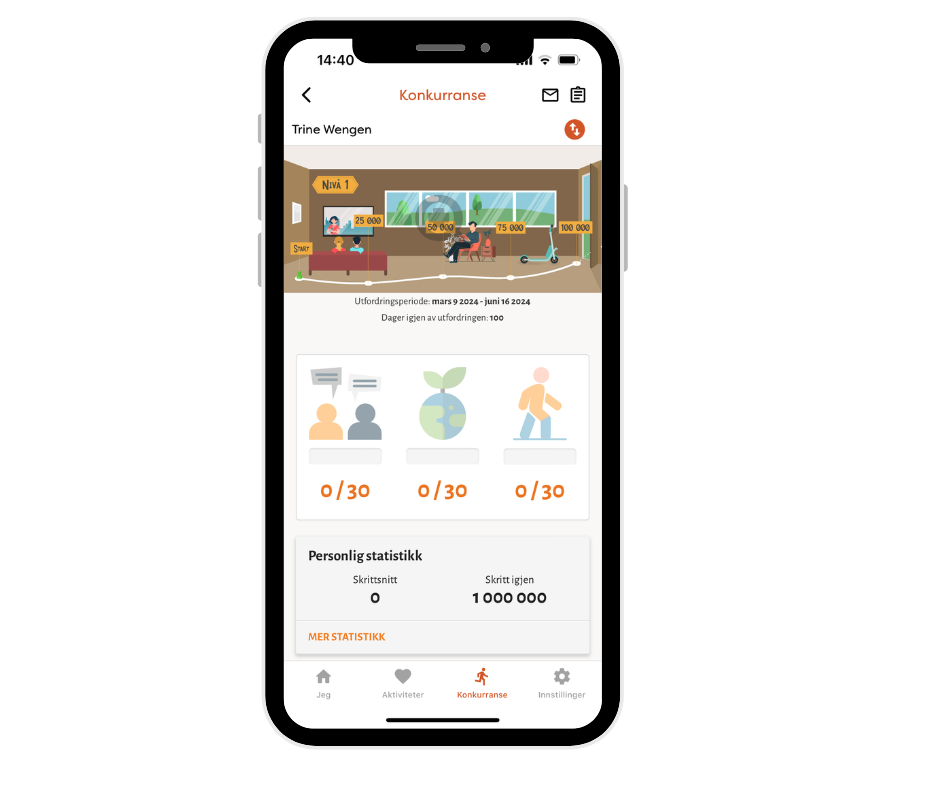 14:40
Konkurranse
Trine Wengen
NIVÅ 1
25 000
50 000
75 000
100 000
START
Utfordringsperiode: mars 9 2024 - juni 16 2024
Dager igjen av utfordringen: 100
0 / 30 0 / 30 0 / 30
Personlig statistikk
Skrittsnitt Skritt igjen
0 1 000 000
MER STATISTIKK
Jeg Aktiviteter Konkurranse Innstillinger